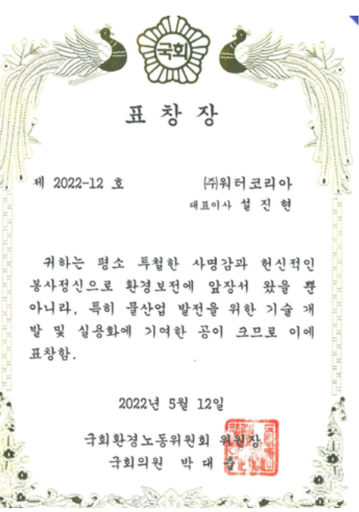 국회
표 창 장
제 2022-12 호
㈜워터코리아
대표이사 설 진 현
귀하는 평소 투철한 사명감과 헌신적인
봉사정신으로 환경보전에 앞장서 왔을 뿐
아니라, 특히 물산업 발전을 위한 기술 개
발 및 실용화에 기여한 공이 크므로 이에
표창함.
2022년 5월 12일
국회환경노동위원회 위원장
국회의원 박 대